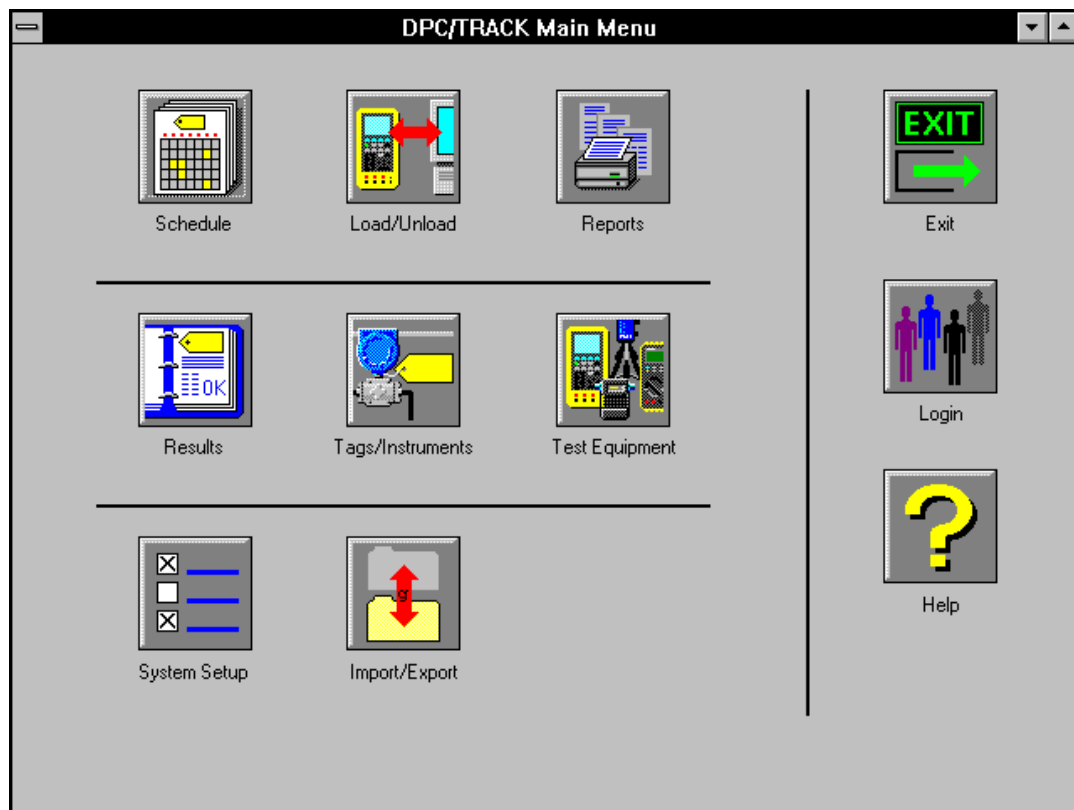 DPC/TRACK Main Menu
Schedule
Load/Unload
Reports
EXIT
Exit
OK
Results
Tags/Instruments
Test Equipment
Login
System Setup
Import/Export
Help
?